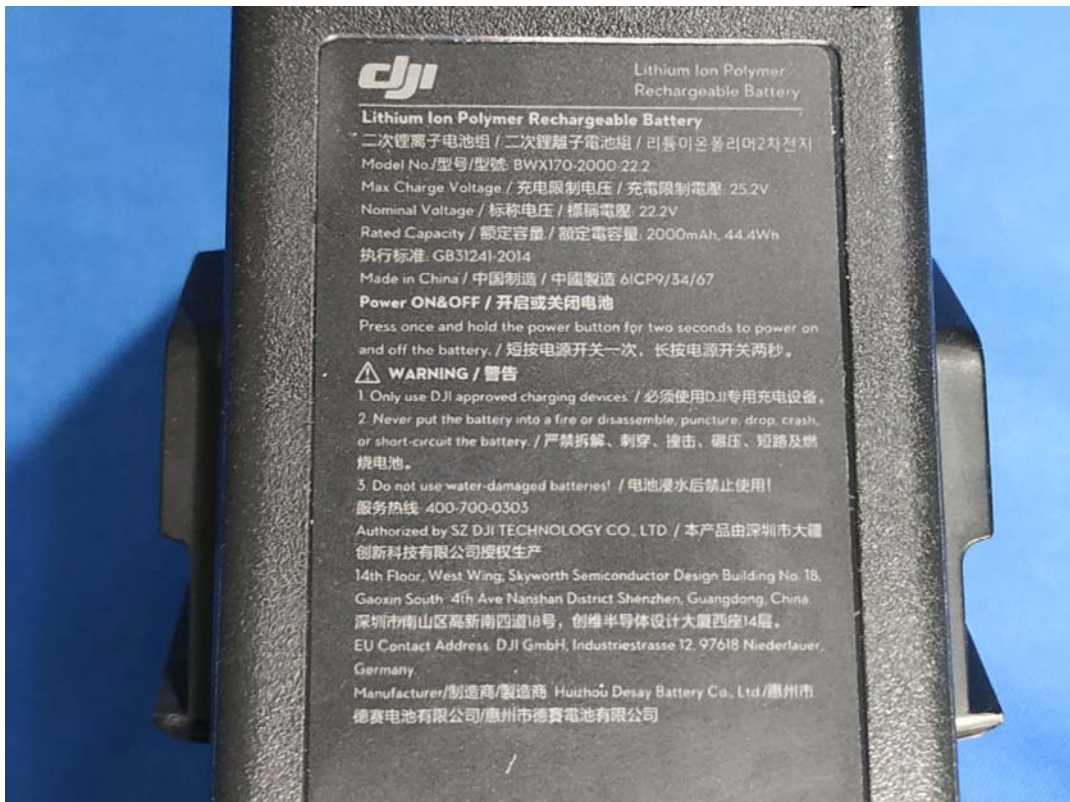 dji
Lithium Ion Polymer
Rechargeable Battery
Lithium Ion Polymer Rechargeable Battery
二次锂离子电池组 / 二次鋰離子電池組 / 리튬이온폴리머2차전지
Model No./型号/型號: BWX170-2000-22.2
Max Charge Voltage / 充电限制电压 / 充電限制電壓: 25.2V
Nominal Voltage / 标称电压 / 標稱電壓: 22.2V
Rated Capacity / 额定容量 / 額定電容量: 2000mAh, 44.4Wh
执行标准: GB31241-2014
Made in China / 中国制造 / 中國製造 6ICP9/34/67
Power ON&OFF / 开启或关闭电池
Press once and hold the power button for two seconds to power on
and off the battery. / 短按电源开关一次，长按电源开关两秒。
⚠ WARNING / 警告
1. Only use DJI approved charging devices. / 必须使用DJI专用充电设备。
2. Never put the battery into a fire or disassemble, puncture, drop, crash,
or short-circuit the battery. / 严禁拆解、刺穿、撞击、碾压、短路及燃
烧电池。
3. Do not use water-damaged batteries! / 电池浸水后禁止使用!
服务热线: 400-700-0303
Authorized by SZ DJI TECHNOLOGY CO., LTD. / 本产品由深圳市大疆
创新科技有限公司授权生产
14th Floor, West Wing, Skyworth Semiconductor Design Building No. 18,
Gaoxin South 4th Ave Nanshan District Shenzhen, Guangdong, China.
深圳市南山区高新南四道18号，创维半导体设计大厦西座14层。
EU Contact Address: DJI GmbH, Industriestrasse 12, 97618 Niederlauer,
Germany.
Manufacturer/制造商/製造商: Huizhou Desay Battery Co., Ltd/惠州市
德赛电池有限公司/惠州市德賽電池有限公司